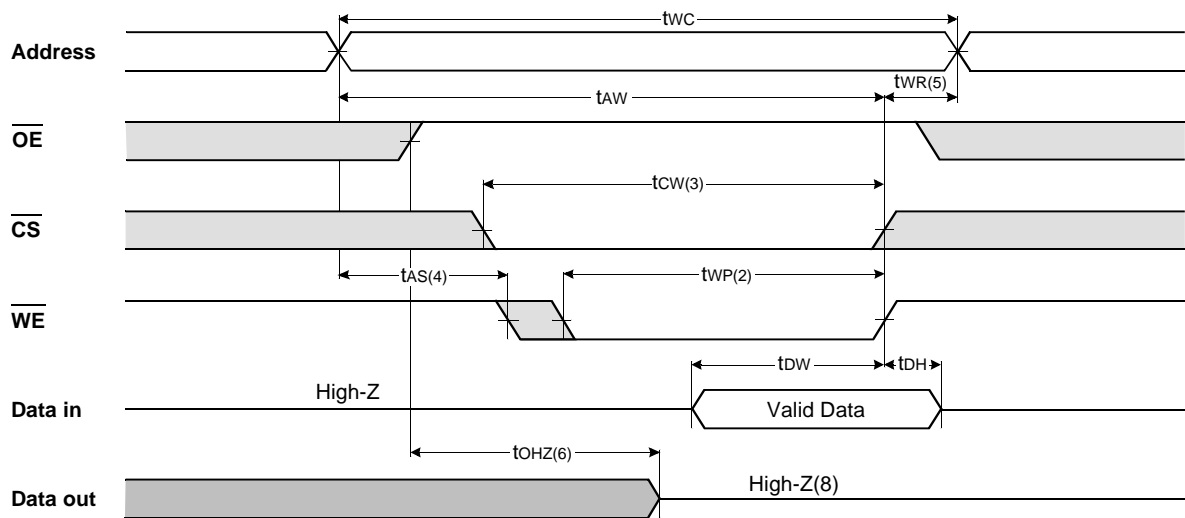 tWC
Address
tWR(5)
tAW
OE
tCW(3)
CS
tAS(4)
tWP(2)
WE
tDW
tDH
High-Z
Data in
Valid Data
tOHZ(6)
High-Z(8)
Data out